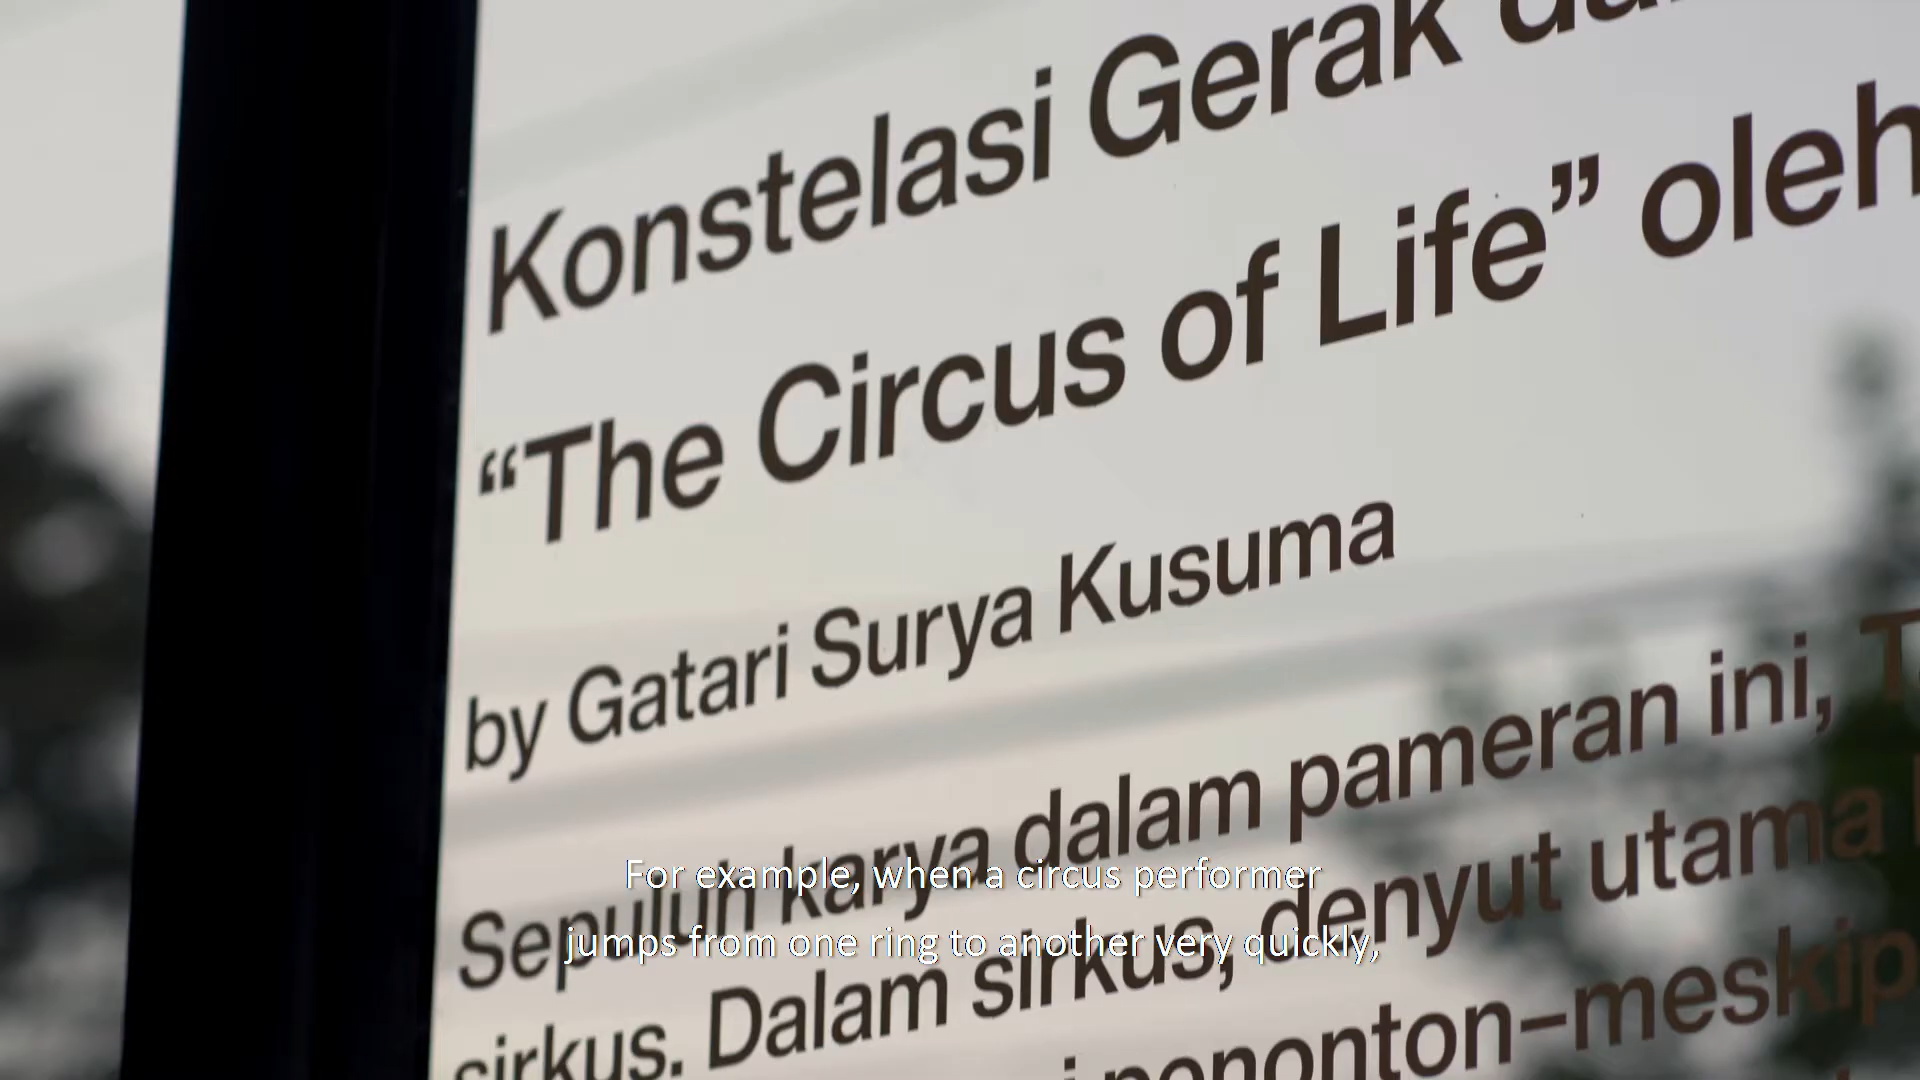 Konstelasi Gerak
“The Circus of Life” oleh
by Gatari Surya Kusuma
Sepuluh karya dalam pameran ini,
sirkus. Dalam sirkus, denyut utama
penonton–meskip
For example, when a circus performer
jumps from one ring to another very quickly,